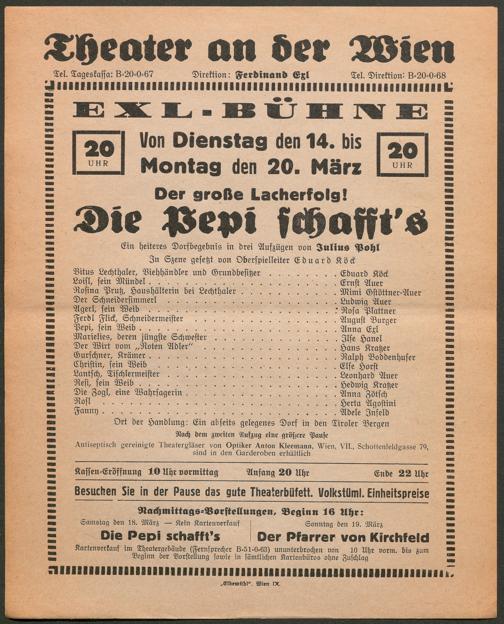 Theater an der Wien
Tel. Tageskassa: B-20-0-67 Direktion: Ferdinand Exl Tel. Direktion: B-20-0-68
EXL-BÜHNE
20 UHR
Von Dienstag den 14. bis
Montag den 20. März
20 UHR
Der große Lacherfolg!
Die Pepi schafft's
Ein heiteres Dorfbegebnis in drei Aufzügen von Julius Pohl
In Szene gesetzt von Oberspielleiter Eduard Köck
Vitus Lechthaler, Viehhändler und Grundbesitzer Eduard Köck
Loisl, sein Mündel Ernst Auer
Rosina Prutz, Haushälterin bei Lechthaler Mimi Gstöttner-Auer
Der Schneidersimmerl Ludwig Auer
Agerl, sein Weib Rosa Plattner
Ferdl Flick, Schneidermeister August Burger
Pepi, sein Weib Anna Exl
Marielies, deren jüngste Schwester Ilse Hanel
Der Wirt vom „Roten Adler" Hans Kratzer
Gurschner, Krämer Ralph Boddenhuser
Christin, sein Weib Else Horst
Lantsch, Tischlermeister Leonhard Auer
Resi, sein Weib Hedwig Kratzer
Die Zogl, eine Wahrsagerin Anna Fötsch
Rosl Herta Agostini
Fanny Adele Infeld
Ort der Handlung: Ein abseits gelegenes Dorf in den Tiroler Bergen
Nach dem zweiten Aufzug eine größere Pause
Antiseptisch gereinigte Theatergläser von Optiker Anton Kleemann, Wien, VII., Schottenfeldgasse 79,
sind in den Garderoben erhältlich
Kassen-Eröffnung 10 Uhr vormittag Anfang 20 Uhr Ende 22 Uhr
Besuchen Sie in der Pause das gute Theaterbüfett. Volkstüml. Einheitspreise
Nachmittags-Vorstellungen, Beginn 16 Uhr:
Samstag den 18. März — Kein Kartenverkauf Sonntag den 19. März
Die Pepi schafft's Der Pfarrer von Kirchfeld
Kartenverkauf im Theatergebäude (Fernsprecher B-51-0-63) ununterbrochen von 10 Uhr vorm. bis zum
Beginn der Vorstellung sowie in sämtlichen Kartenbüros ohne Zuschlag
„Elbemühl", Wien IX.